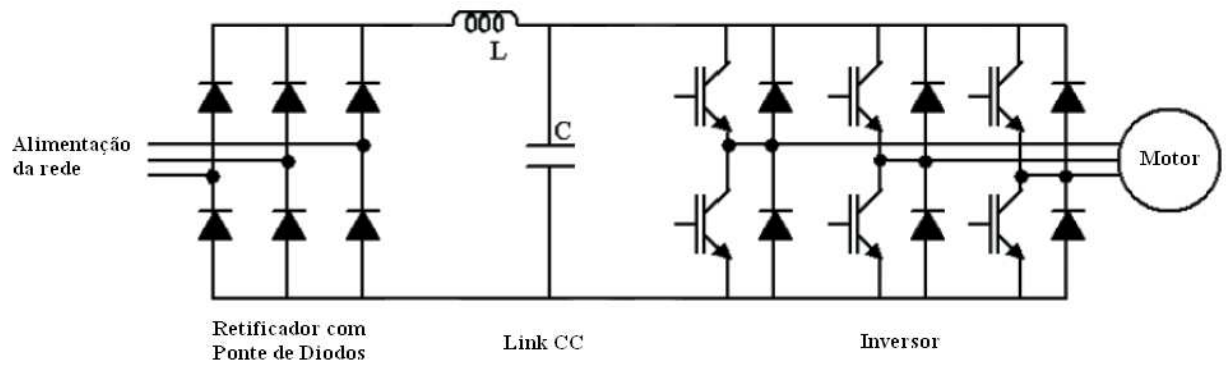 L
C
Alimentação
da rede
Motor
Retificador com
Ponte de Diodos
Link CC
Inversor